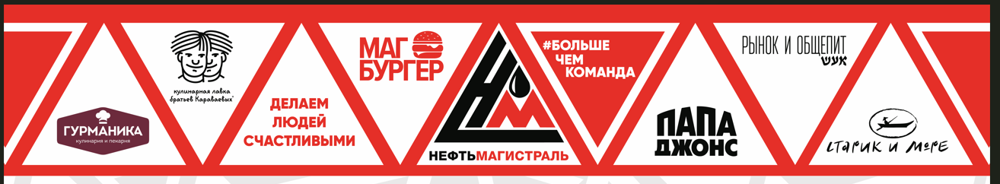 ГУРМАНИКА
кулинария и пекарня
кулинарная лавка
братьев Караваевых
ДЕЛАЕМ
ЛЮДЕЙ
СЧАСТЛИВЫМИ
МАГ
БУРГЕР
НМ
НЕФТЬМАГИСТРАЛЬ
#БОЛЬШЕ
ЧЕМ
КОМАНДА
ПАПА
ДЖОНС
РЫНОК И ОБЩЕПИТ
СТАРИК И МОРЕ